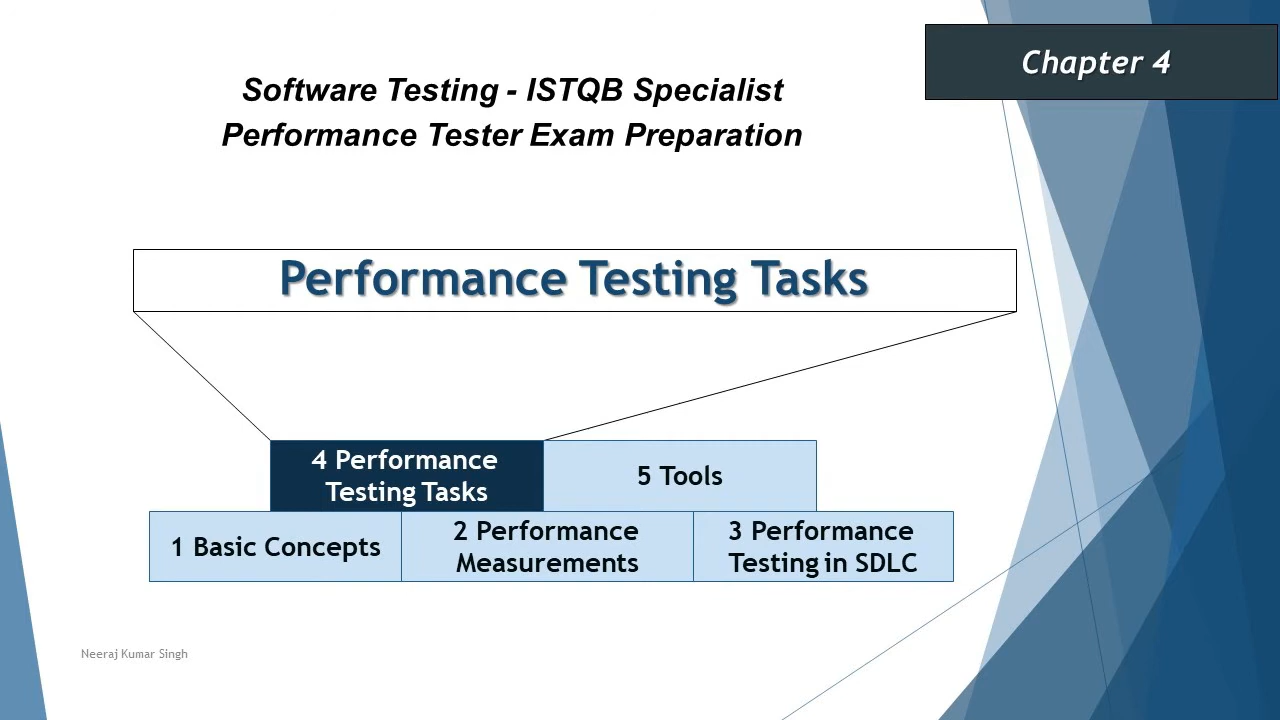 Chapter 4
Software Testing - ISTQB Specialist
Performance Tester Exam Preparation
Performance Testing Tasks
4 Performance
Testing Tasks
5 Tools
1 Basic Concepts
2 Performance
Measurements
3 Performance
Testing in SDLC
Neeraj Kumar Singh